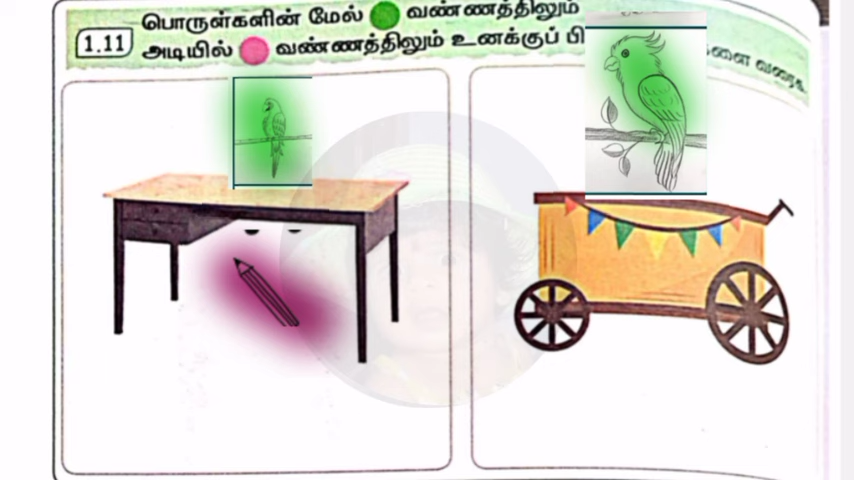 பொருள்களின் மேல் வண்ணத்திலும்
1.11 அடியில் வண்ணத்திலும் உனக்குப்